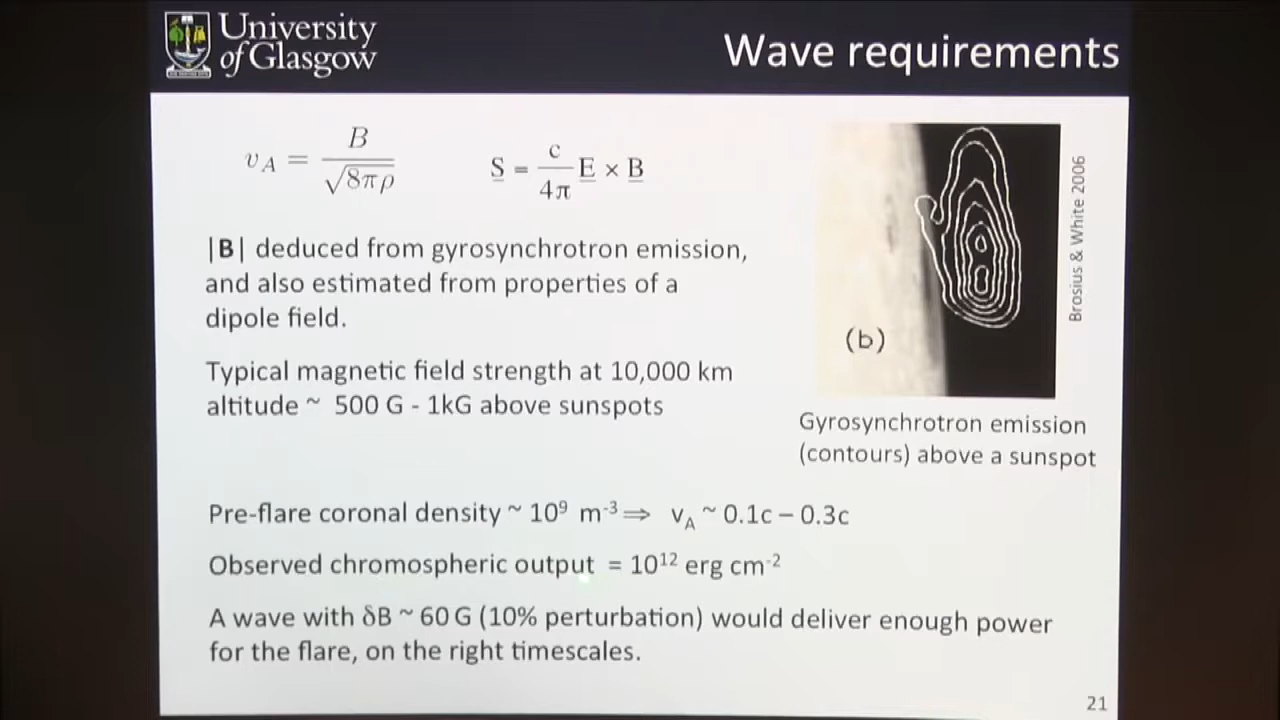 University
of Glasgow
Wave requirements
v_A = B / √8πρ
S = c/4π E × B
|B| deduced from gyrosynchrotron emission,
and also estimated from properties of a
dipole field.
Typical magnetic field strength at 10,000 km
altitude ~ 500 G - 1kG above sunspots
(b)
Brosius & White 2006
Gyrosynchrotron emission
(contours) above a sunspot
Pre-flare coronal density ~ 10⁹ m⁻³ ⇒ v_A ~ 0.1c – 0.3c
Observed chromospheric output = 10¹² erg cm⁻²
A wave with δB ~ 60 G (10% perturbation) would deliver enough power
for the flare, on the right timescales.
21